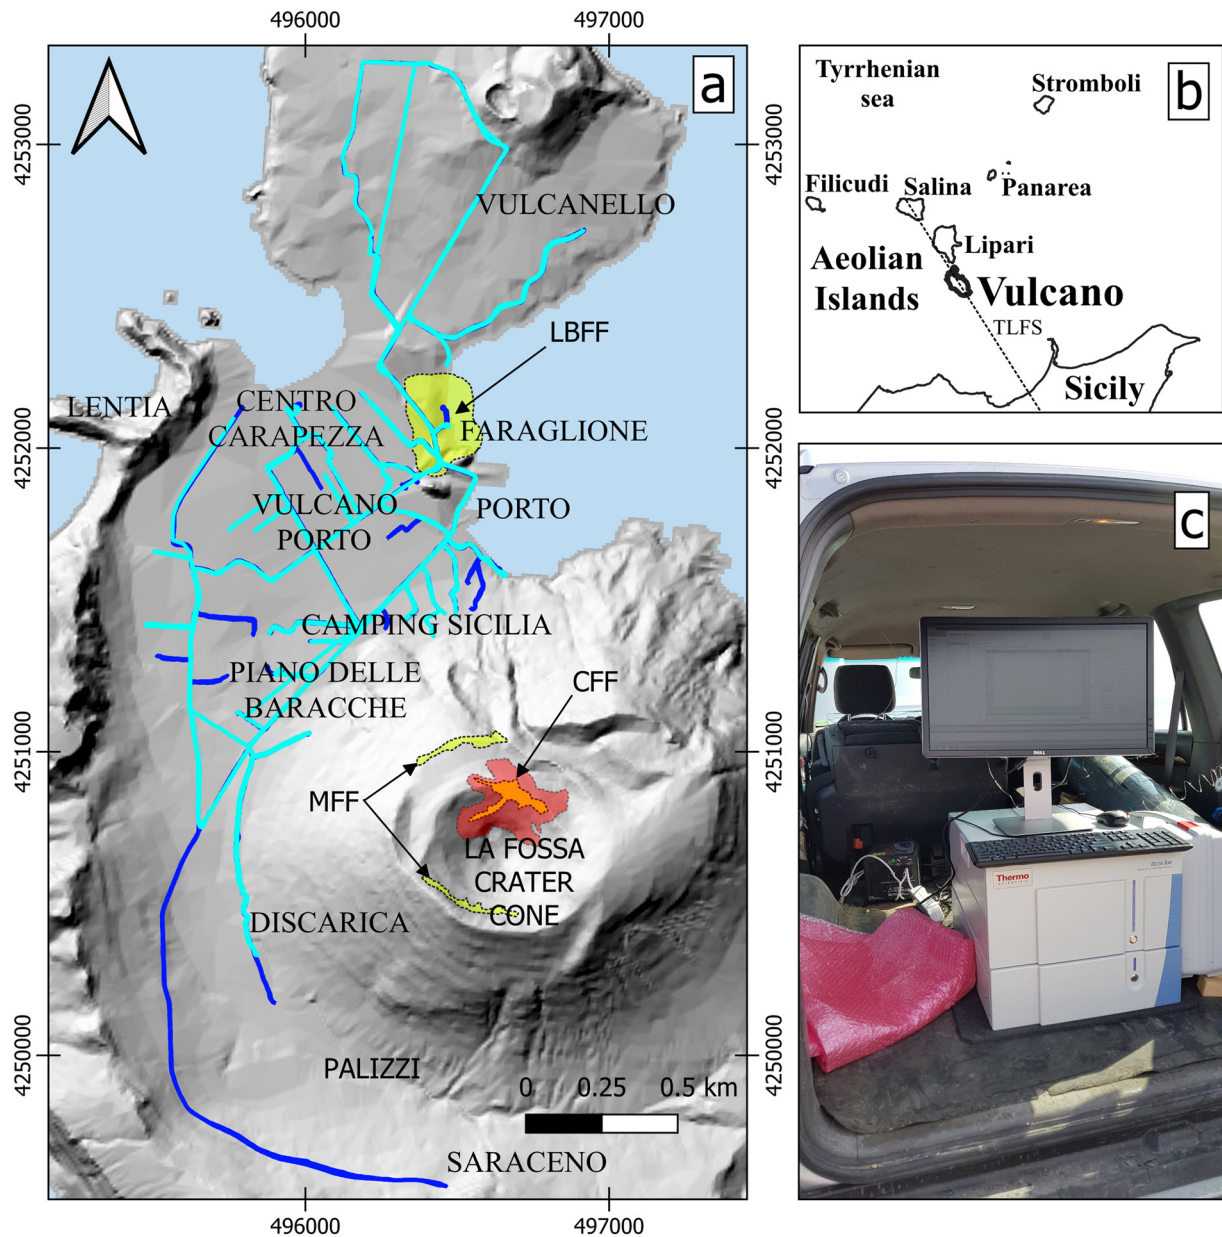 496000
497000
a
4253000
4253000
VULCANELLO
LBFF
LENTIA
CENTRO
CARAPEZZA
FARAGLIONE
4252000
4252000
VULCANO
PORTO
PORTO
CAMPING SICILIA
PIANO DELLE
BARACCHE
CFF
4251000
4251000
MFF
LA FOSSA
CRATER
CONE
DISCARICA
4250000
4250000
PALIZZI
0 0.25 0.5 km
SARACENO
496000
497000
b
Tyrrhenian
sea
Stromboli
Filicudi
Salina
Panarea
Lipari
Aeolian
Islands
Vulcano
TLFS
Sicily
c
DELL
Thermo
SCIENTIFIC